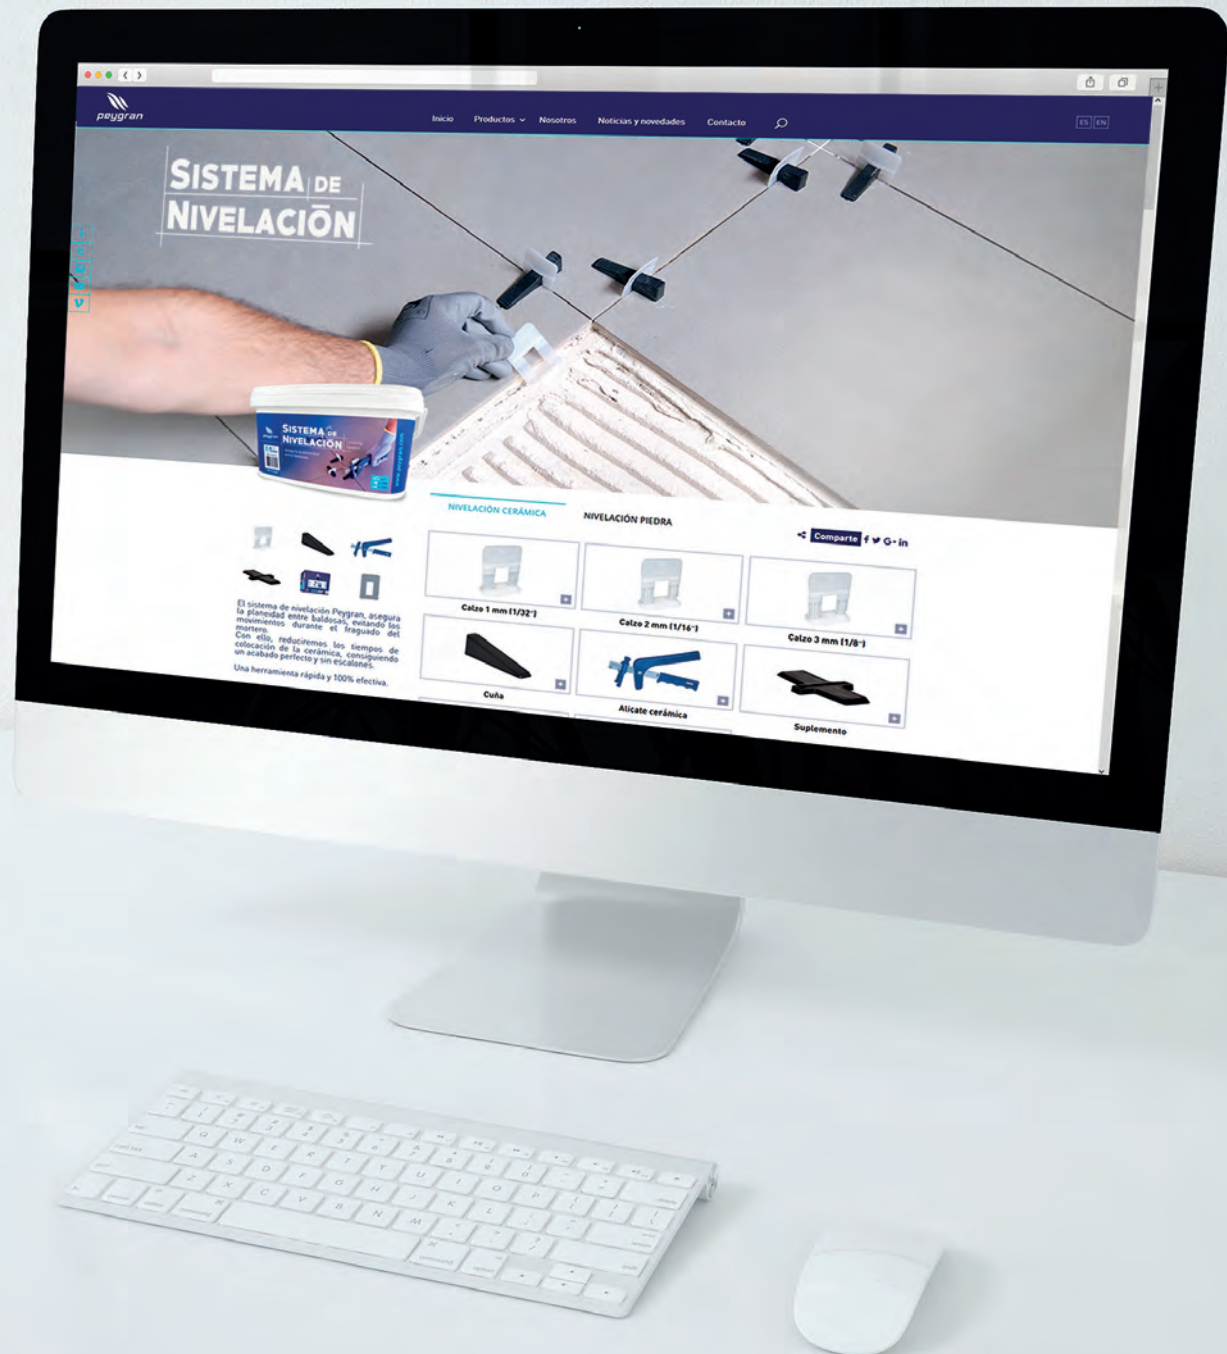 peygran
Inicio Productos Nosotros Noticias y novedades Contacto
ES EN
SISTEMA DE
NIVELACIÓN
SISTEMA DE
NIVELACIÓN
www.peygran.com
NIVELACIÓN CERÁMICA NIVELACIÓN PIEDRA
Comparte f G+ in
Calzo 1 mm (1/32")
Calzo 2 mm (1/16")
Calzo 3 mm (1/8")
Cuña
Alicate cerámica
Suplemento
El sistema de nivelación Peygran, asegura
la planeidad entre baldosas, evitando los
movimientos durante el fraguado del
mortero.
Con ello, reduciremos los tiempos de
colocación de la cerámica, consiguiendo
un acabado perfecto y sin escalones.
Una herramienta rápida y 100% efectiva.
Q W E R T Y U I O P
A S D F G H J K L
Z X C V B N M